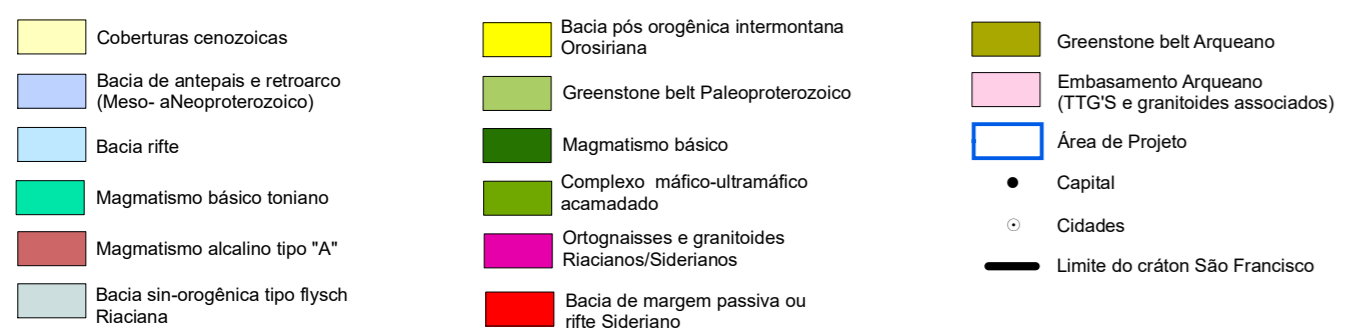 Coberturas cenozoicas
Bacia de antepais e retroarco
(Meso- aNeoproterozoico)
Bacia rifte
Magmatismo básico toniano
Magmatismo alcalino tipo "A"
Bacia sin-orogênica tipo flysch
Riaciana
Bacia pós orogênica intermontana
Orosiriana
Greenstone belt Paleoproterozoico
Magmatismo básico
Complexo máfico-ultramáfico
acamadado
Ortognaisses e granitoides
Riacianos/Siderianos
Bacia de margem passiva ou
rifte Sideriano
Greenstone belt Arqueano
Embasamento Arqueano
(TTG'S e granitoides associados)
Área de Projeto
Capital
Cidades
Limite do cráton São Francisco